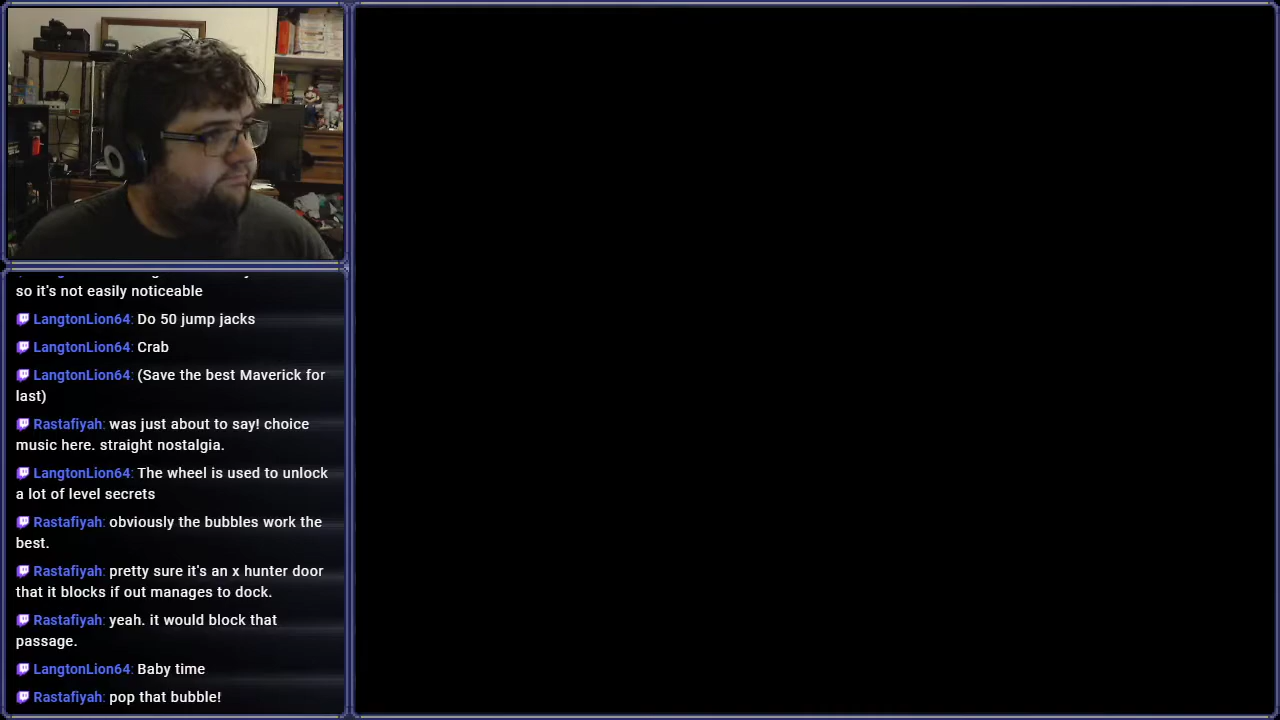 so it's not easily noticeable
LangtonLion64: Do 50 jump jacks
LangtonLion64: Crab
LangtonLion64: (Save the best Maverick for
last)
Rastafiyah: was just about to say! choice
music here. straight nostalgia.
LangtonLion64: The wheel is used to unlock
a lot of level secrets
Rastafiyah: obviously the bubbles work the
best.
Rastafiyah: pretty sure it's an x hunter door
that it blocks if out manages to dock.
Rastafiyah: yeah. it would block that
passage.
LangtonLion64: Baby time
Rastafiyah: pop that bubble!